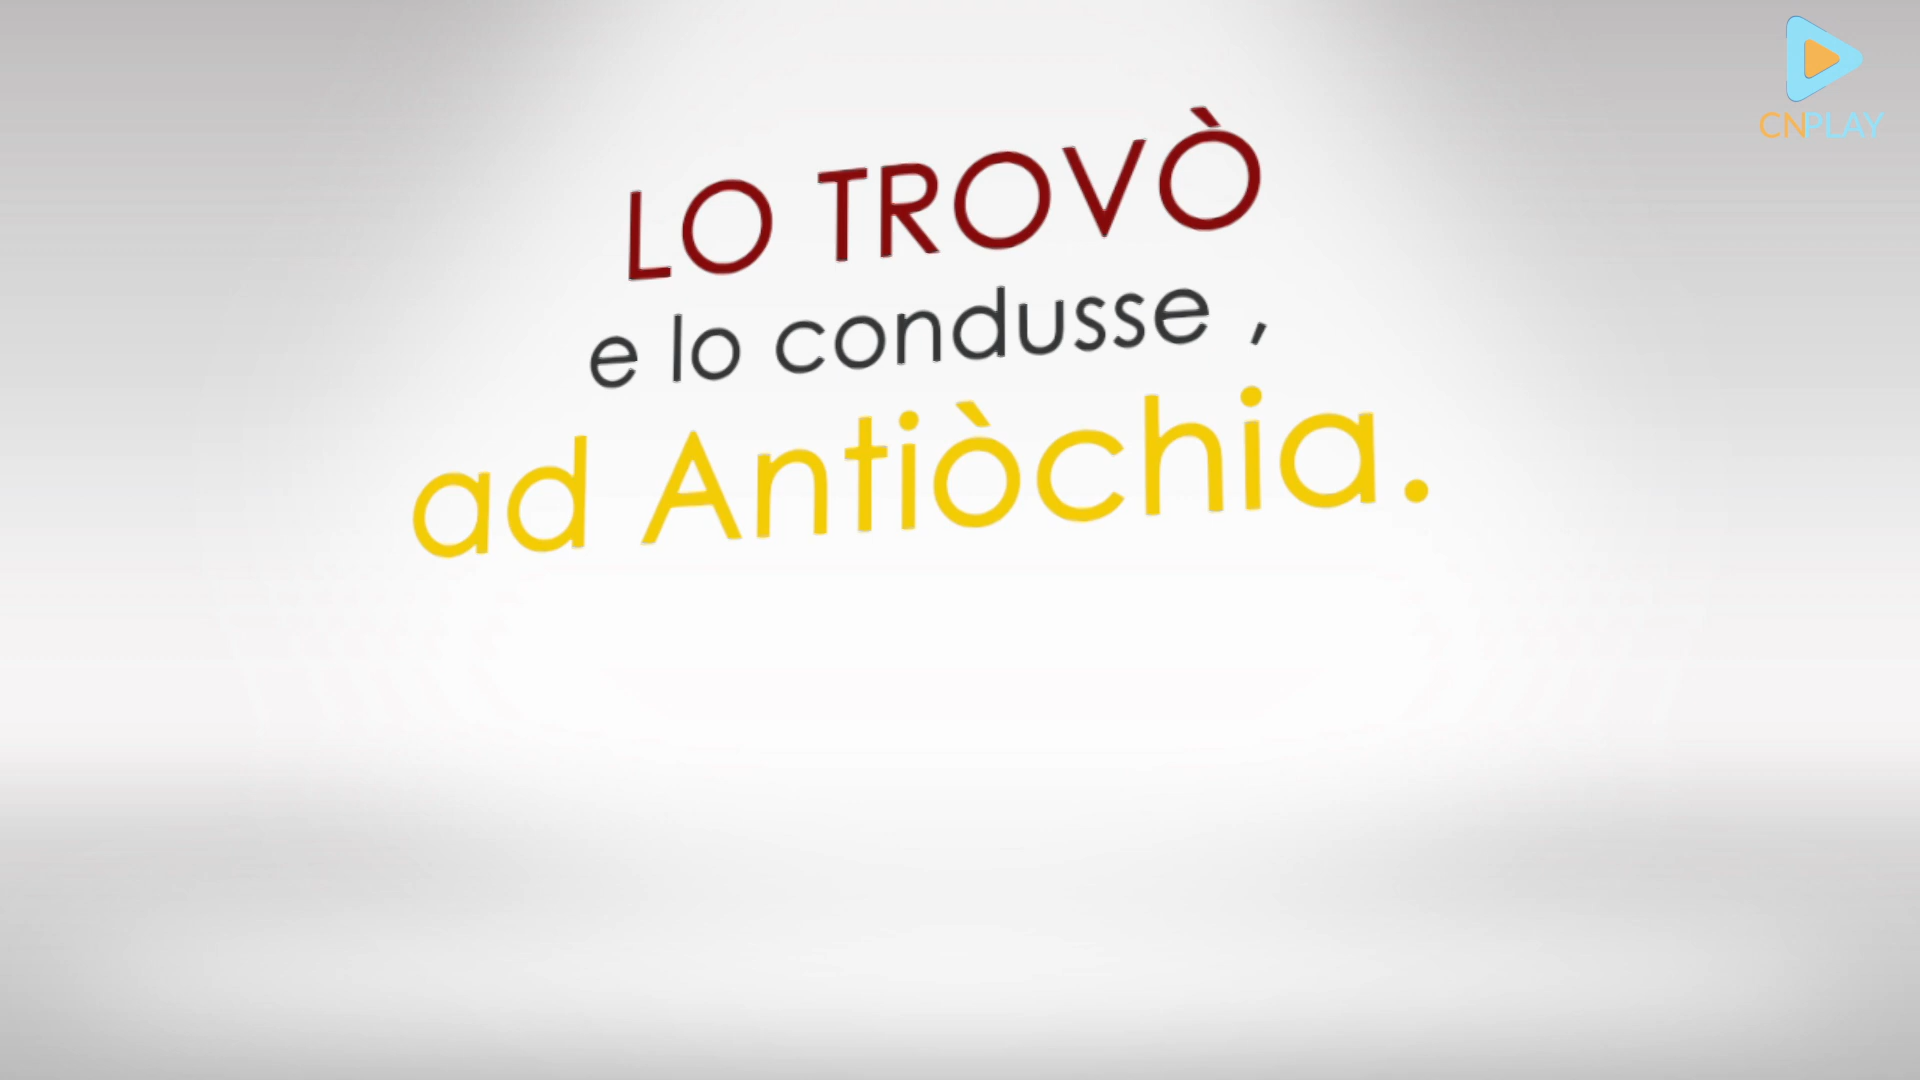 CNPLAY
LO TROVÒ
e lo condusse ,
ad Antiòchia.